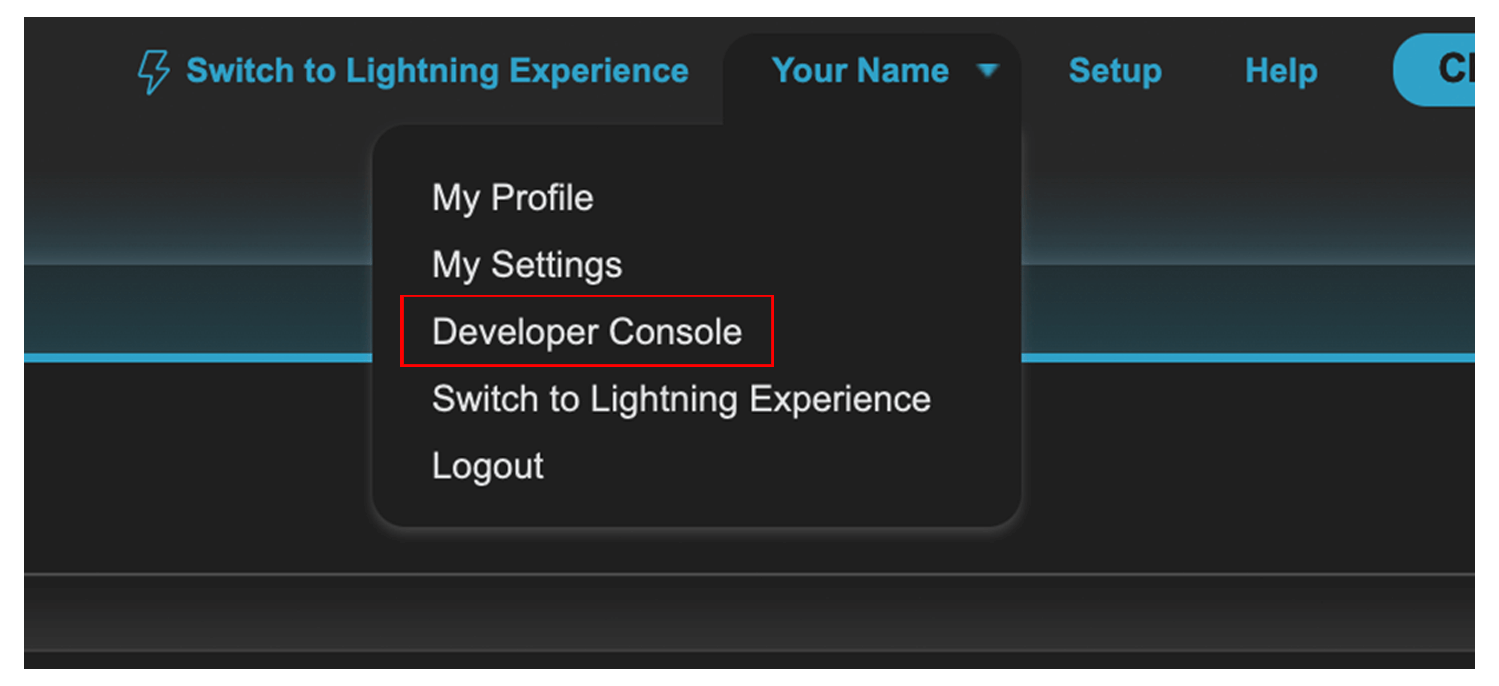 Switch to Lightning Experience Your Name Setup Help
My Profile
My Settings
Developer Console
Switch to Lightning Experience
Logout